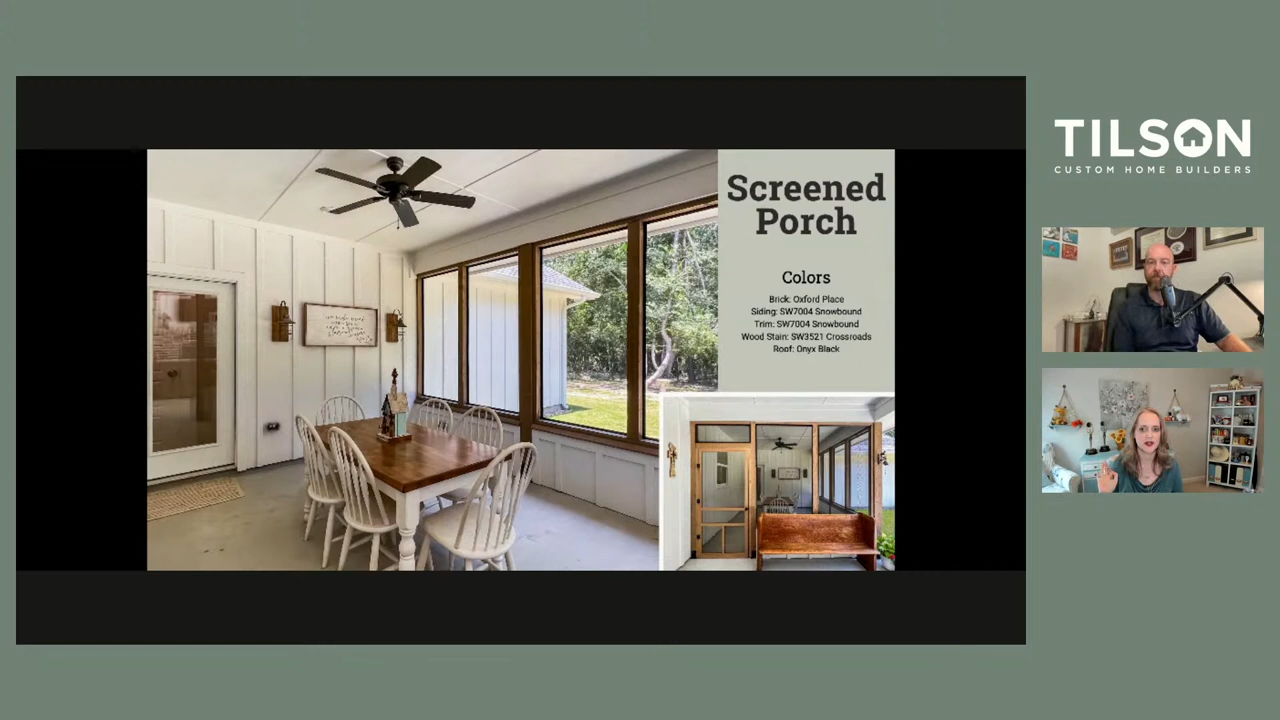 Screened
Porch
Colors
Brick: Oxford Place
Siding: SW7004 Snowbound
Trim: SW7004 Snowbound
Wood Stain: SW3521 Crossroads
Roof: Onyx Black
TILSON
CUSTOM HOME BUILDERS